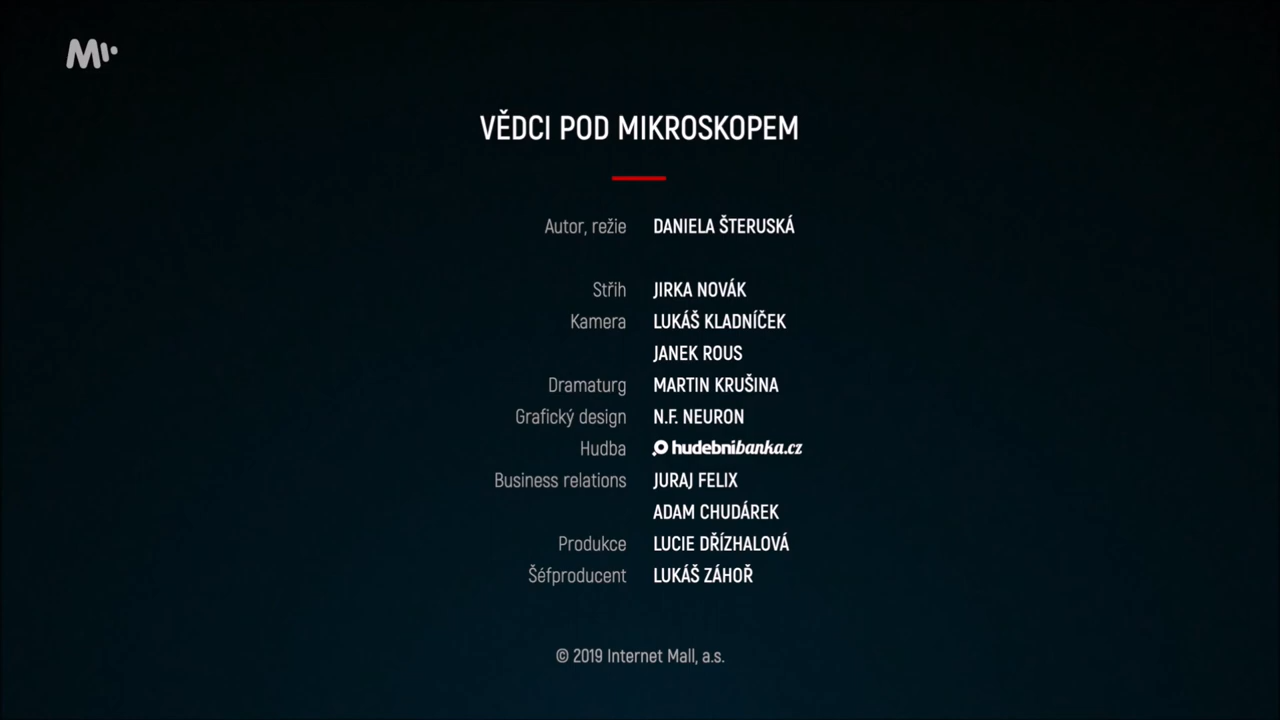 VĚDCI POD MIKROSKOPEM
Autor, režie DANIELA ŠTERUSKÁ
Střih JIRKA NOVÁK
Kamera LUKÁŠ KLADNÍČEK
JANEK ROUS
Dramaturg MARTIN KRUŠINA
Grafický design N.F. NEURON
Hudba hudebnibanka.cz
Business relations JURAJ FELIX
ADAM CHUDÁREK
Produkce LUCIE DŘÍZHALOVÁ
Šéfproducent LUKÁŠ ZÁHOŘ
© 2019 Internet Mall, a.s.